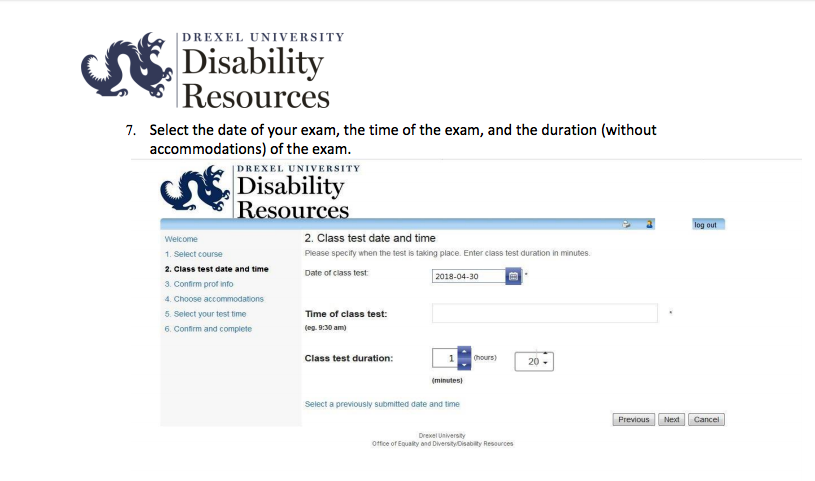 DREXEL UNIVERSITY
Disability
Resources
7. Select the date of your exam, the time of the exam, and the duration (without
accommodations) of the exam.
DREXEL UNIVERSITY
Disability
Resources
log out
Welcome
1. Select course
2. Class test date and time
3. Confirm prof info
4. Choose accommodations
5. Select your test time
6. Confirm and complete
2. Class test date and time
Please specify when the test is taking place. Enter class test duration in minutes.
Date of class test:
2018-04-30 *
Time of class test: *
(eg. 9:30 am)
Class test duration: 1 (hours) 20
(minutes)
Select a previously submitted date and time
Previous Next Cancel
Drexel University
Office of Equality and Diversity/Disability Resources